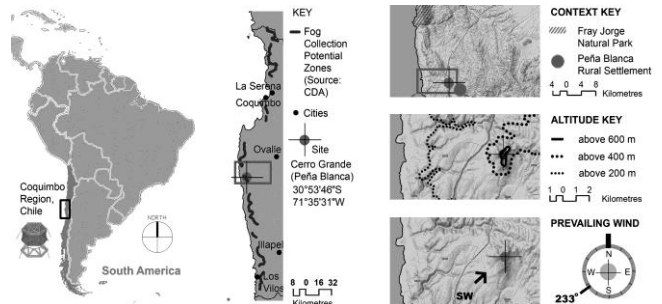 Coquimbo
Region,
Chile
NORTH
South America
KEY
Fog
Collection
Potential
Zones
(Source:
CDA)
La Serena
Coquimbo
Cities
Ovalle
Site
Cerro Grande
(Peña Blanca)
30°53'46"S
71°35'31"W
Illapel
Los
Vilos
8 0 16 32
Kilometres
CONTEXT KEY
Fray Jorge
Natural Park
Peña Blanca
Rural Settlement
4 0 4 8
Kilometres
ALTITUDE KEY
above 600 m
above 400 m
above 200 m
1 0 1 2
Kilometres
PREVAILING WIND
N
W E
S
233°
SW